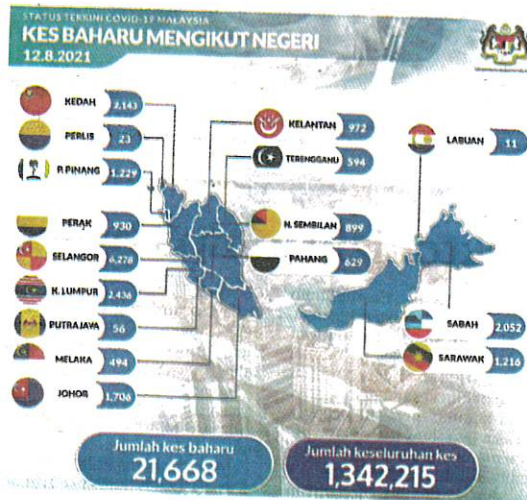 STATUS TERKINI COVID-19 MALAYSIA
KES BAHARU MENGIKUT NEGERI
12.8.2021
KEDAH 2,143
PERLIS 23
P.PINANG 1,229
PERAK 930
SELANGOR 6,278
K. LUMPUR 2,436
PUTRAJAYA 56
MELAKA 494
JOHOR 1,706
KELANTAN 972
TERENGGANU 594
N. SEMBILAN 899
PAHANG 629
LABUAN 11
SABAH 2,052
SARAWAK 1,216
Jumlah kes baharu
21,668
Jumlah keseluruhan kes
1,342,215